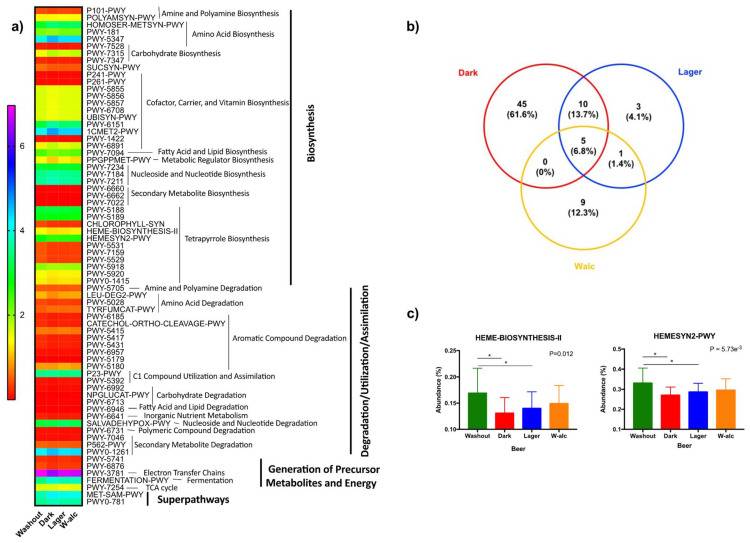 a)
P101-PWY
POLYAMSYN-PWY
Amine and Polyamine Biosynthesis
HOMOSER-METSYN-PWY
PWY-181
PWY-5347
Amino Acid Biosynthesis
PWY-7528
PWY-7315
PWY-7347
Carbohydrate Biosynthesis
SUCSYN-PWY
P241-PWY
P261-PWY
PWY-5855
PWY-5856
PWY-5857
PWY-6708
UBISYN-PWY
PWY-6151
1CMET2-PWY
PWY-1422
Cofactor, Carrier, and Vitamin Biosynthesis
PWY-6891
PWY-7094
Fatty Acid and Lipid Biosynthesis
PPGPPMET-PWY
Metabolic Regulator Biosynthesis
PWY-7234
PWY-7184
PWY-7211
Nucleoside and Nucleotide Biosynthesis
PWY-6660
PWY-6662
PWY-7022
Secondary Metabolite Biosynthesis
PWY-5188
PWY-5189
CHLOROPHYLL-SYN
HEME-BIOSYNTHESIS-II
HEMESYN2-PWY
PWY-5531
PWY-7159
PWY-5529
PWY-5918
PWY-5920
PWY0-1415
Tetrapyrrole Biosynthesis
PWY-5705
Amine and Polyamine Degradation
LEU-DEG2-PWY
PWY-5028
TYRFUMCAT-PWY
Amino Acid Degradation
PWY-6185
CATECHOL-ORTHO-CLEAVAGE-PWY
PWY-5415
PWY-5417
PWY-5431
PWY-6957
PWY-5179
PWY-5180
Aromatic Compound Degradation
P23-PWY
PWY-5392
C1 Compound Utilization and Assimilation
PWY-6992
NPGLUCAT-PWY
PWY-6713
Carbohydrate Degradation
PWY-6946
Fatty Acid and Lipid Degradation
PWY-6641
Inorganic Nutrient Metabolism
SALVADEHYPOX-PWY
Nucleoside and Nucleotide Degradation
PWY-6731
Polymeric Compound Degradation
PWY-7046
P562-PWY
PWY0-1261
Secondary Metabolite Degradation
PWY-5741
PWY-6876
PWY-3781
Electron Transfer Chains
FERMENTATION-PWY
Fermentation
PWY-7254
TCA cycle
MET-SAM-PWY
PWY0-781
Biosynthesis
Degradation/Utilization/Assimilation
Generation of Precursor
Metabolites and Energy
Superpathways
6
4
2
Washout
Dark
Lager
W-alc
b)
Dark
Lager
Walc
45
(61.6%)
10
(13.7%)
3
(4.1%)
5
(6.8%)
0
(0%)
1
(1.4%)
9
(12.3%)
c)
HEME-BIOSYNTHESIS-II
P=0.012
*
*
Abundance (%)
0.25
0.20
0.15
0.10
Washout Dark Lager W-alc
Beer
HEMESYN2-PWY
P = 5.73e-3
*
*
Abundance (%)
0.5
0.4
0.3
0.2
0.1
0.0
Washout Dark Lager W-alc
Beer